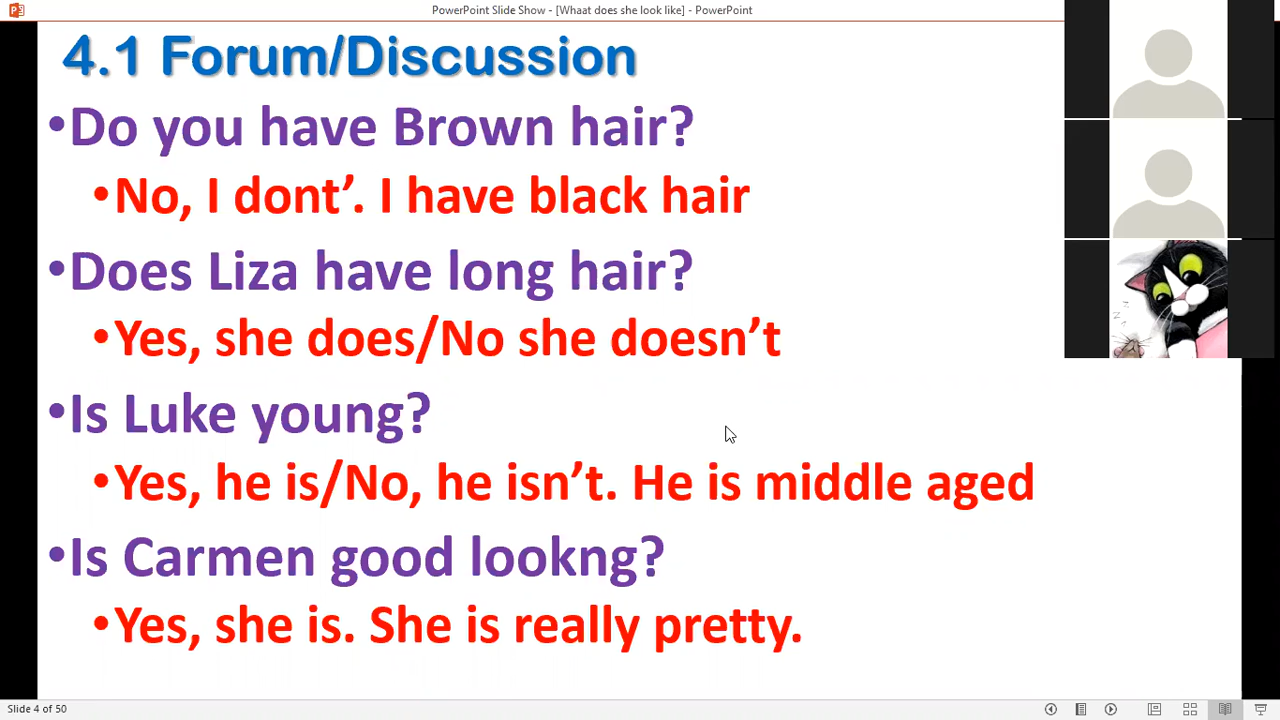 PowerPoint Slide Show - [Whaat does she look like] - PowerPoint
4.1 Forum/Discussion
•Do you have Brown hair?
•No, I dont’. I have black hair
•Does Liza have long hair?
•Yes, she does/No she doesn’t
•Is Luke young?
•Yes, he is/No, he isn’t. He is middle aged
•Is Carmen good lookng?
•Yes, she is. She is really pretty.
Slide 4 of 50